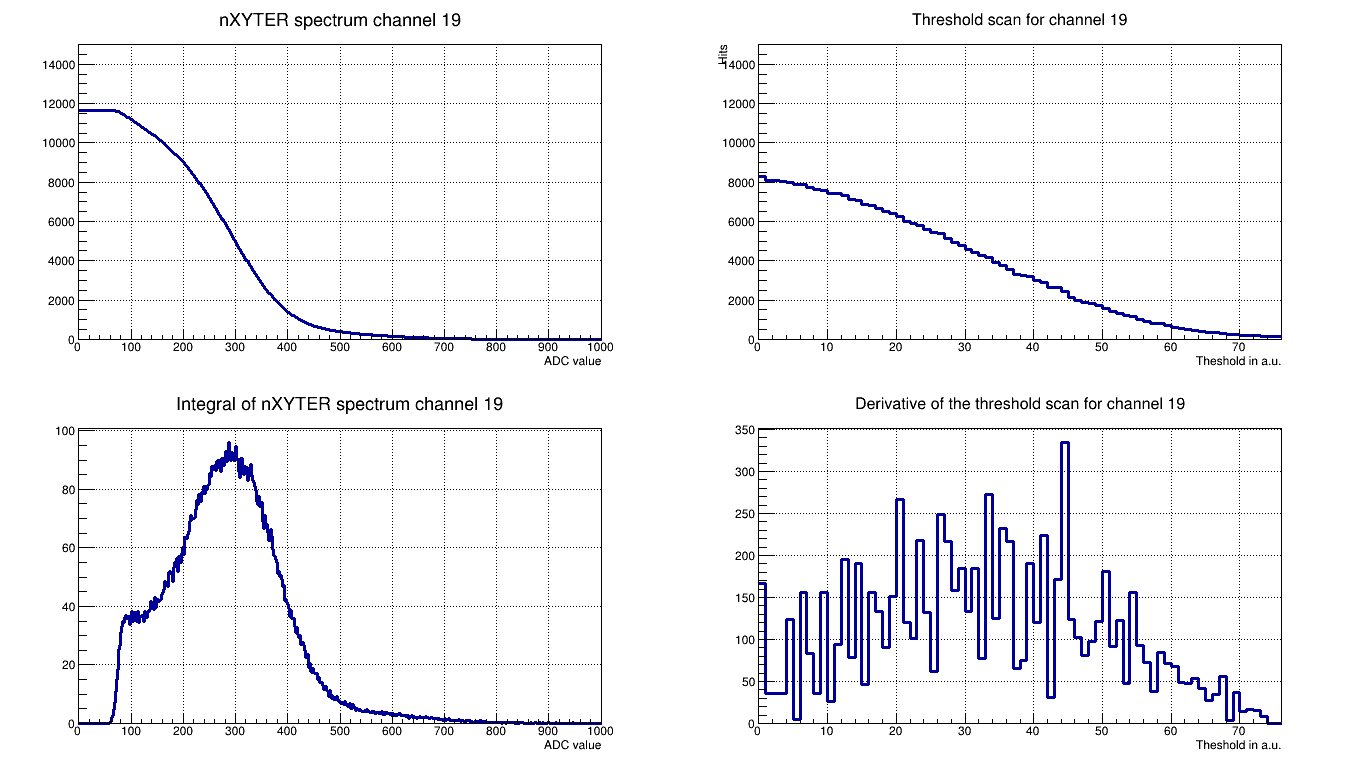 nXYTER spectrum channel 19
14000
12000
10000
8000
6000
4000
2000
0
0 100 200 300 400 500 600 700 800 900 1000
ADC value
Threshold scan for channel 19
Hits
14000
12000
10000
8000
6000
4000
2000
0
0 10 20 30 40 50 60 70
Theshold in a.u.
Integral of nXYTER spectrum channel 19
100
80
60
40
20
0
0 100 200 300 400 500 600 700 800 900 1000
ADC value
Derivative of the threshold scan for channel 19
350
300
250
200
150
100
50
0
0 10 20 30 40 50 60 70
Theshold in a.u.